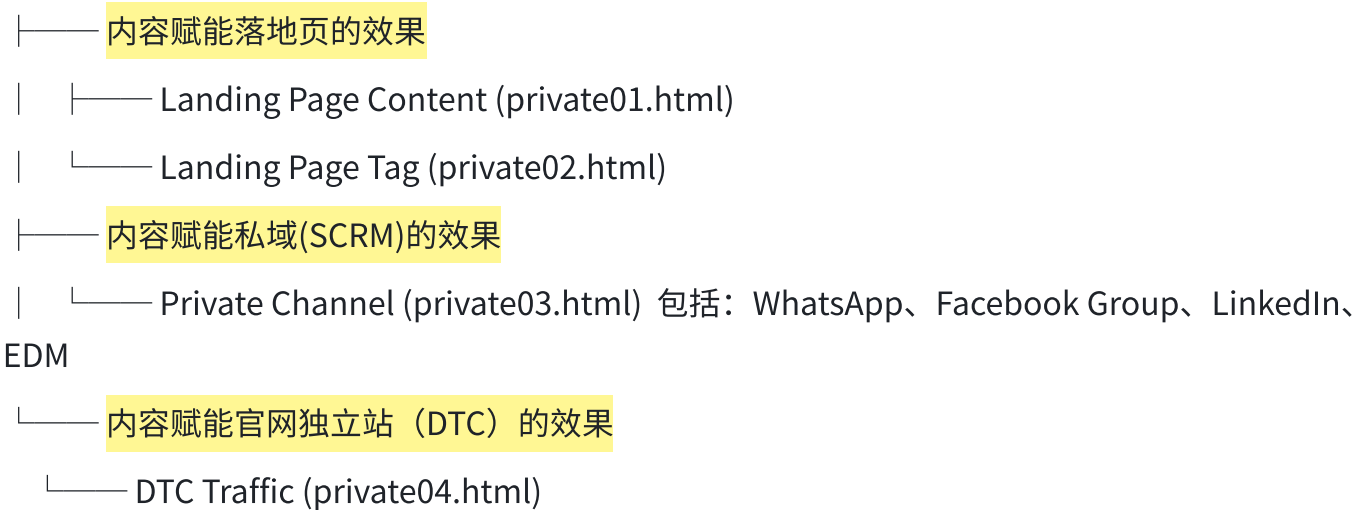 ├─── 内容赋能落地页的效果
│ ├─── Landing Page Content (private01.html)
│ └─── Landing Page Tag (private02.html)
├─── 内容赋能私域(SCRM)的效果
│ └─── Private Channel (private03.html) 包括：WhatsApp、Facebook Group、LinkedIn、
EDM
└─── 内容赋能官网独立站（DTC）的效果
└─── DTC Traffic (private04.html)